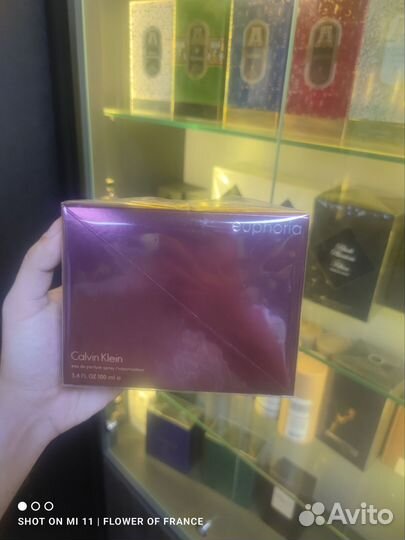 euphoria
Calvin Klein
eau de parfum spray / vaporisateur
3.4 FL OZ 100 ml e
SHOT ON MI 11 | FLOWER OF FRANCE
Avito